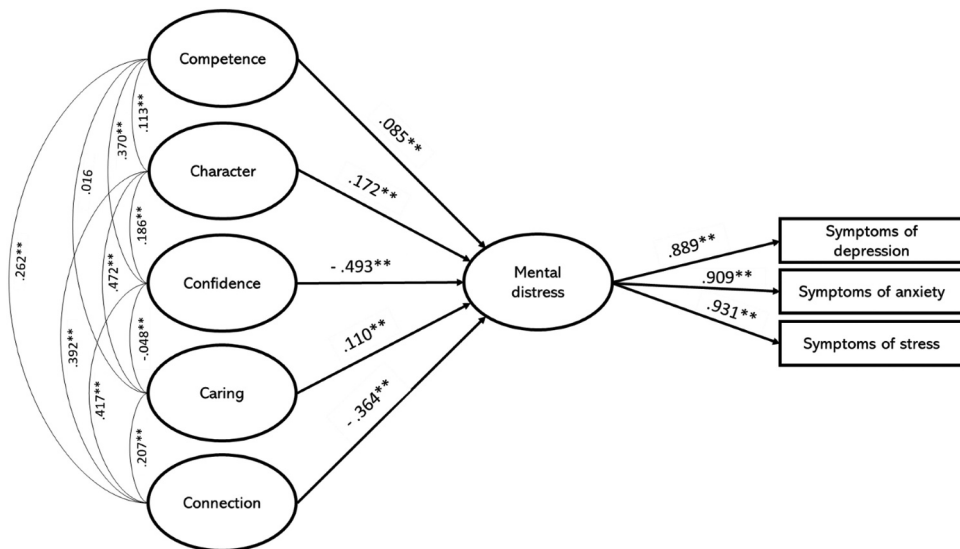 Competence
Character
Confidence
Caring
Connection
.113**
.370**
.016
.262**
.186**
.472**
.392**
-.048**
.417**
.207**
.085**
.172**
- .493**
.110**
- .364**
Mental
distress
.889**
.909**
.931**
Symptoms of
depression
Symptoms of anxiety
Symptoms of stress